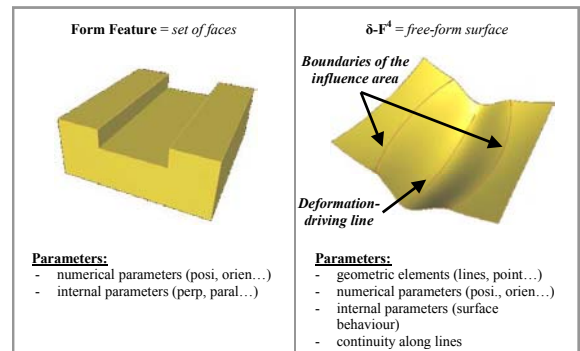 Form Feature = set of faces
Parameters:
- numerical parameters (posi, orien…)
- internal parameters (perp, paral…)
δ-F4 = free-form surface
Boundaries of the
influence area
Deformation-
driving line
Parameters:
- geometric elements (lines, point…)
- numerical parameters (posi., orien…)
- internal parameters (surface
behaviour)
- continuity along lines